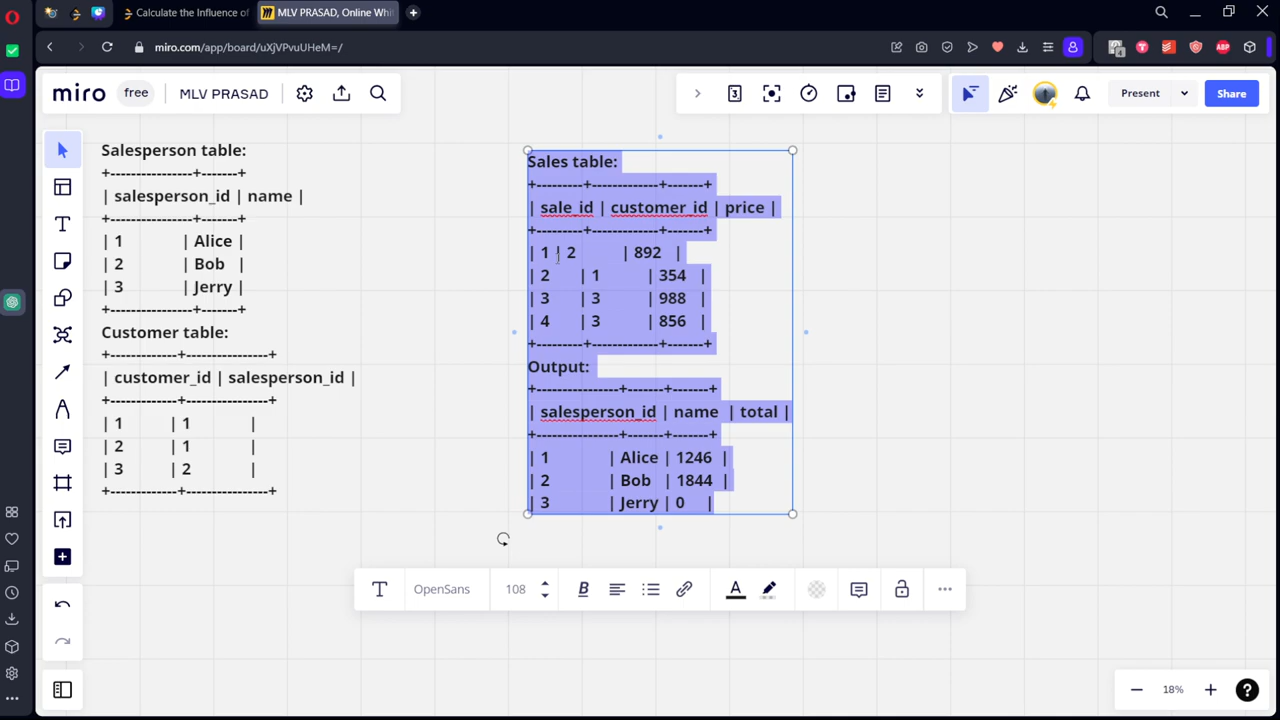 Calculate the Influence of
MLV PRASAD, Online Whi
miro.com/app/board/uXjVPvuUHeM=/
miro
free
MLV PRASAD
3
Present
Share
Salesperson table:
+---------------+-------+
| salesperson_id | name |
+---------------+-------+
| 1 | Alice |
| 2 | Bob |
| 3 | Jerry |
+---------------+-------+
Customer table:
+-------------+----------------+
| customer_id | salesperson_id |
+-------------+----------------+
| 1 | 1 |
| 2 | 1 |
| 3 | 2 |
+-------------+----------------+
Sales table:
+---------+-------------+-------+
| sale_id | customer_id | price |
+---------+-------------+-------+
| 1 | 2 | 892 |
| 2 | 1 | 354 |
| 3 | 3 | 988 |
| 4 | 3 | 856 |
+---------+-------------+-------+
Output:
+----------------+-------+-------+
| salesperson_id | name | total |
+----------------+-------+-------+
| 1 | Alice | 1246 |
| 2 | Bob | 1844 |
| 3 | Jerry | 0 |
OpenSans
108
B
A
18%